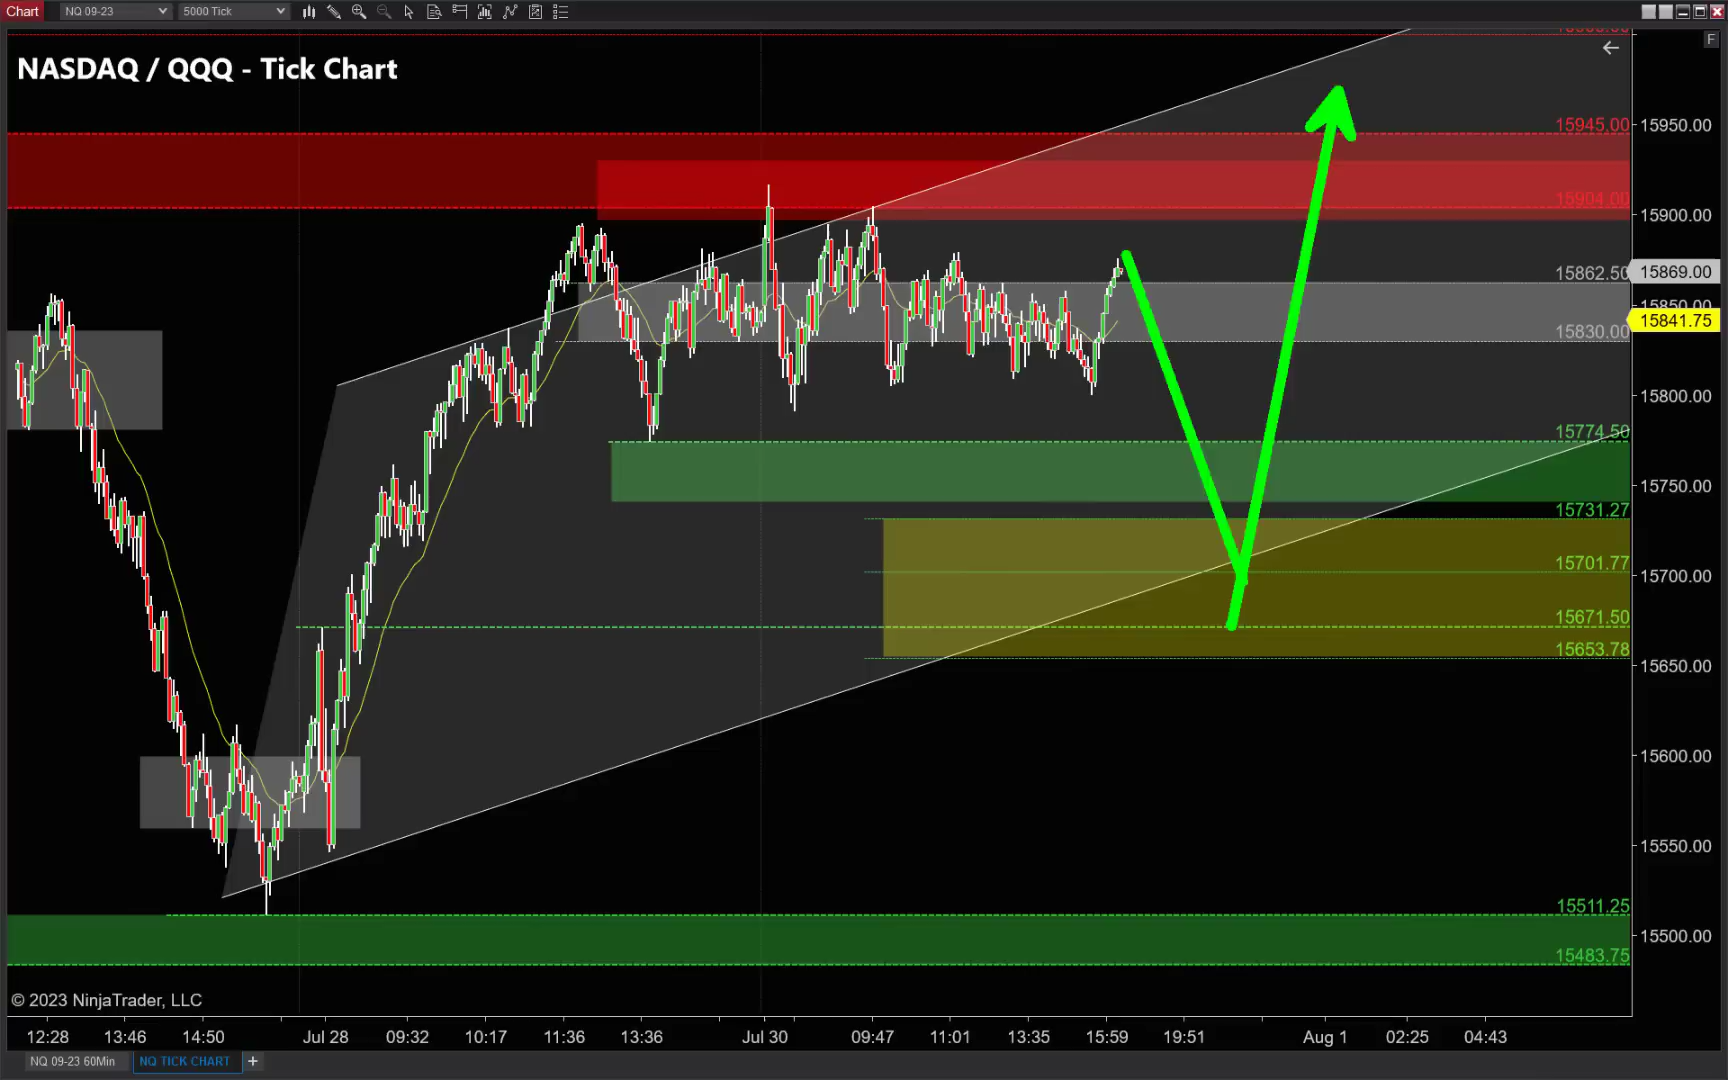 Chart
NQ 09-23
5000 Tick
F
NASDAQ / QQQ - Tick Chart
15945.00
15950.00
15904.00
15900.00
15862.50
15869.00
15850.00
15841.75
15830.00
15800.00
15774.50
15750.00
15731.27
15701.77
15700.00
15671.50
15653.78
15650.00
15600.00
15550.00
15511.25
15500.00
15483.75
© 2023 NinjaTrader, LLC
12:28 13:46 14:50 Jul 28 09:32 10:17 11:36 13:36 Jul 30 09:47 11:01 13:35 15:59 19:51 Aug 1 02:25 04:43
NQ 09-23 60Min NQ TICK CHART +